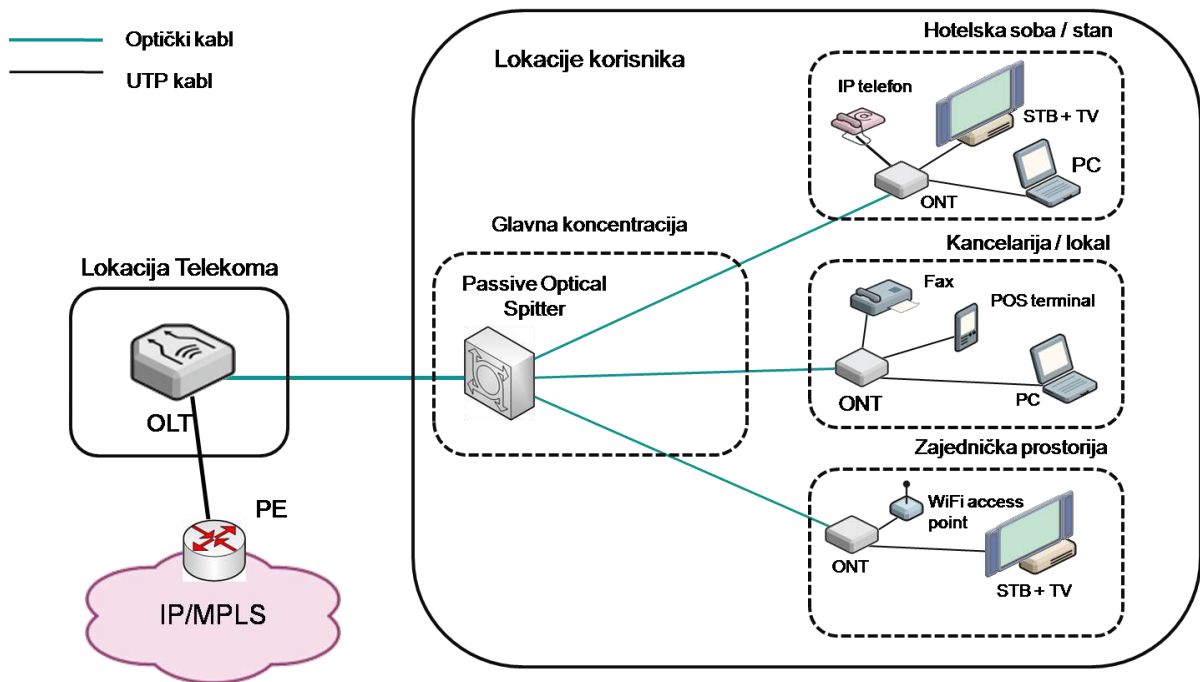 Optički kabl
UTP kabl
Lokacije korisnika
Hotelska soba / stan
IP telefon
STB + TV
PC
ONT
Glavna koncentracija
Passive Optical
Spitter
Kancelarija / lokal
Fax
POS terminal
ONT
PC
Lokacija Telekoma
OLT
PE
IP/MPLS
Zajednička prostorija
WiFi access
point
ONT
STB + TV